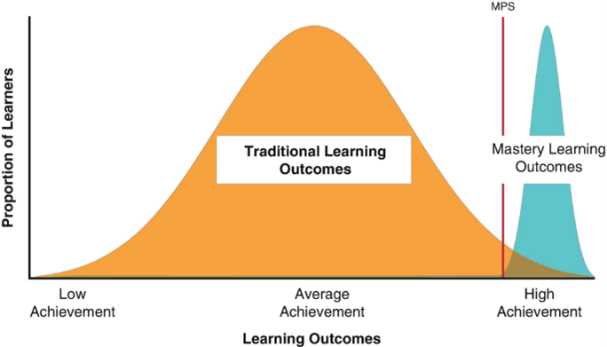 MPS
Proportion of Learners
Traditional Learning
Outcomes
Mastery Learning
Outcomes
Low
Achievement
Average
Achievement
High
Achievement
Learning Outcomes